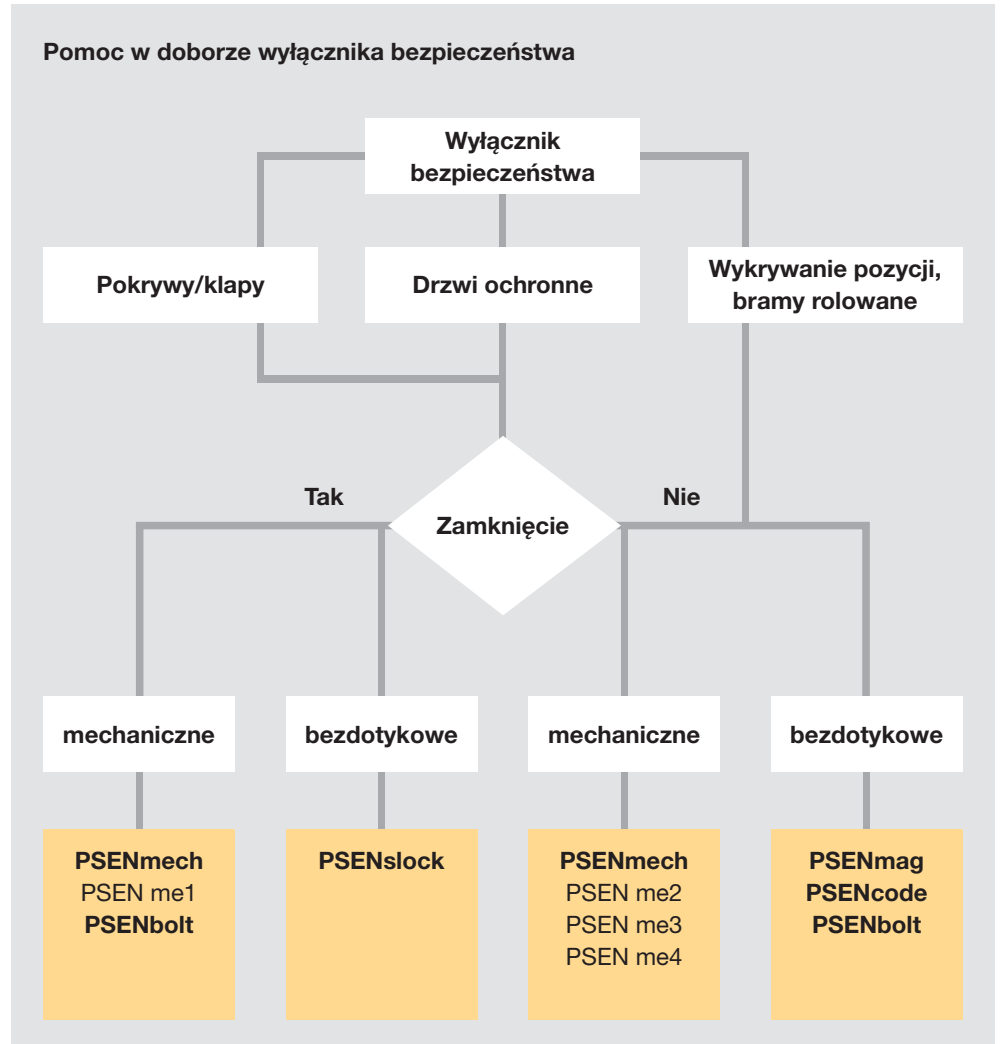 Pomoc w doborze wyłącznika bezpieczeństwa
Wyłącznik
bezpieczeństwa
Pokrywy/klapy
Drzwi ochronne
Wykrywanie pozycji,
bramy rolowane
Tak
Nie
Zamknięcie
mechaniczne
bezdotykowe
mechaniczne
bezdotykowe
PSENmech
PSEN me1
PSENbolt
PSENslock
PSENmech
PSEN me2
PSEN me3
PSEN me4
PSENmag
PSENcode
PSENbolt